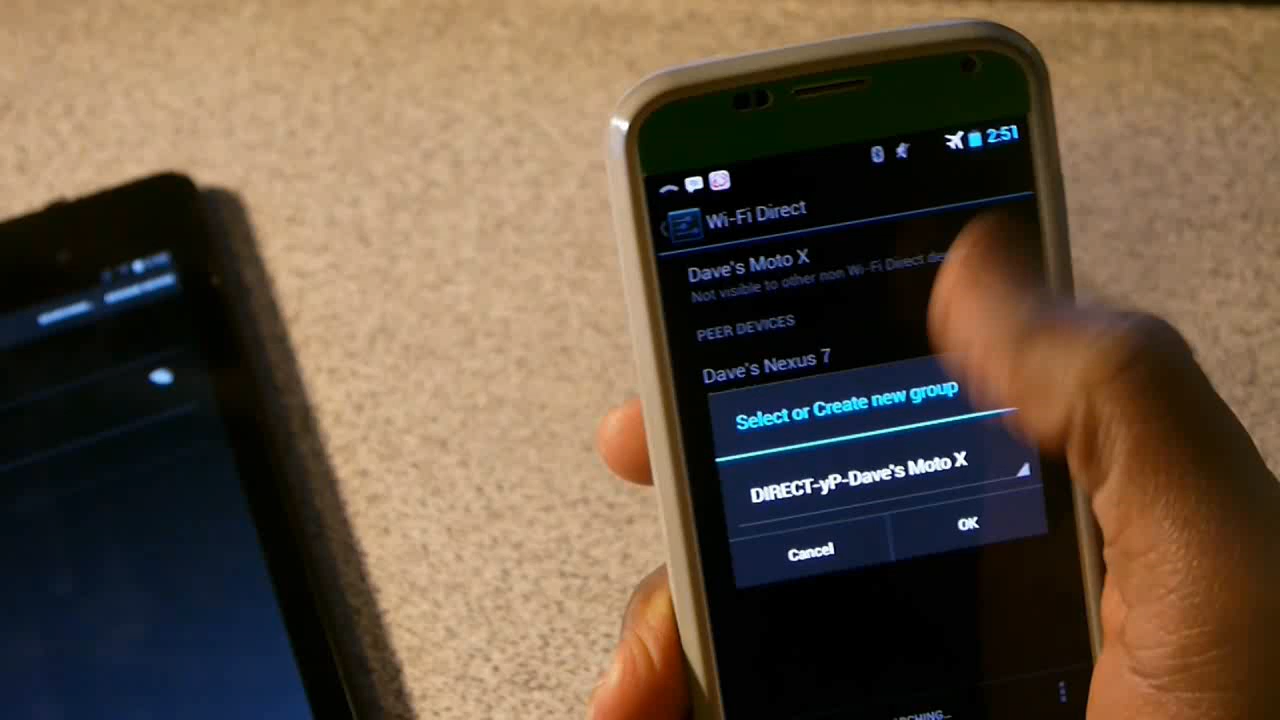 2:51
Wi-Fi Direct
Dave's Moto X
Not visible to other non Wi-Fi Direct
PEER DEVICES
Dave's Nexus 7
Select or Create new group
DIRECT-yP-Dave's Moto X
Cancel
OK